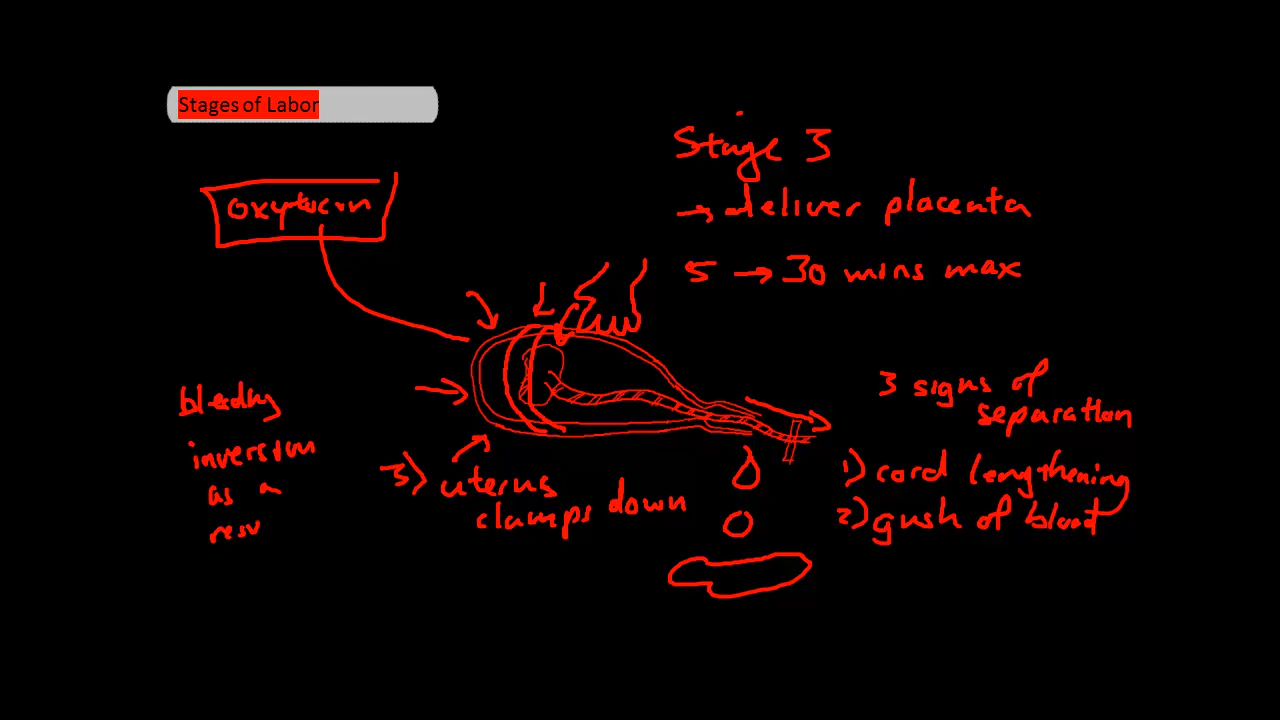 Stages of Labor
Stage 3
→ deliver placenta
5 → 30 mins max
oxytocin
3 signs of
separation
1) cord lengthening
2) gush of blood
3) uterus
clamps down
bleeding
inversion
as a
resu